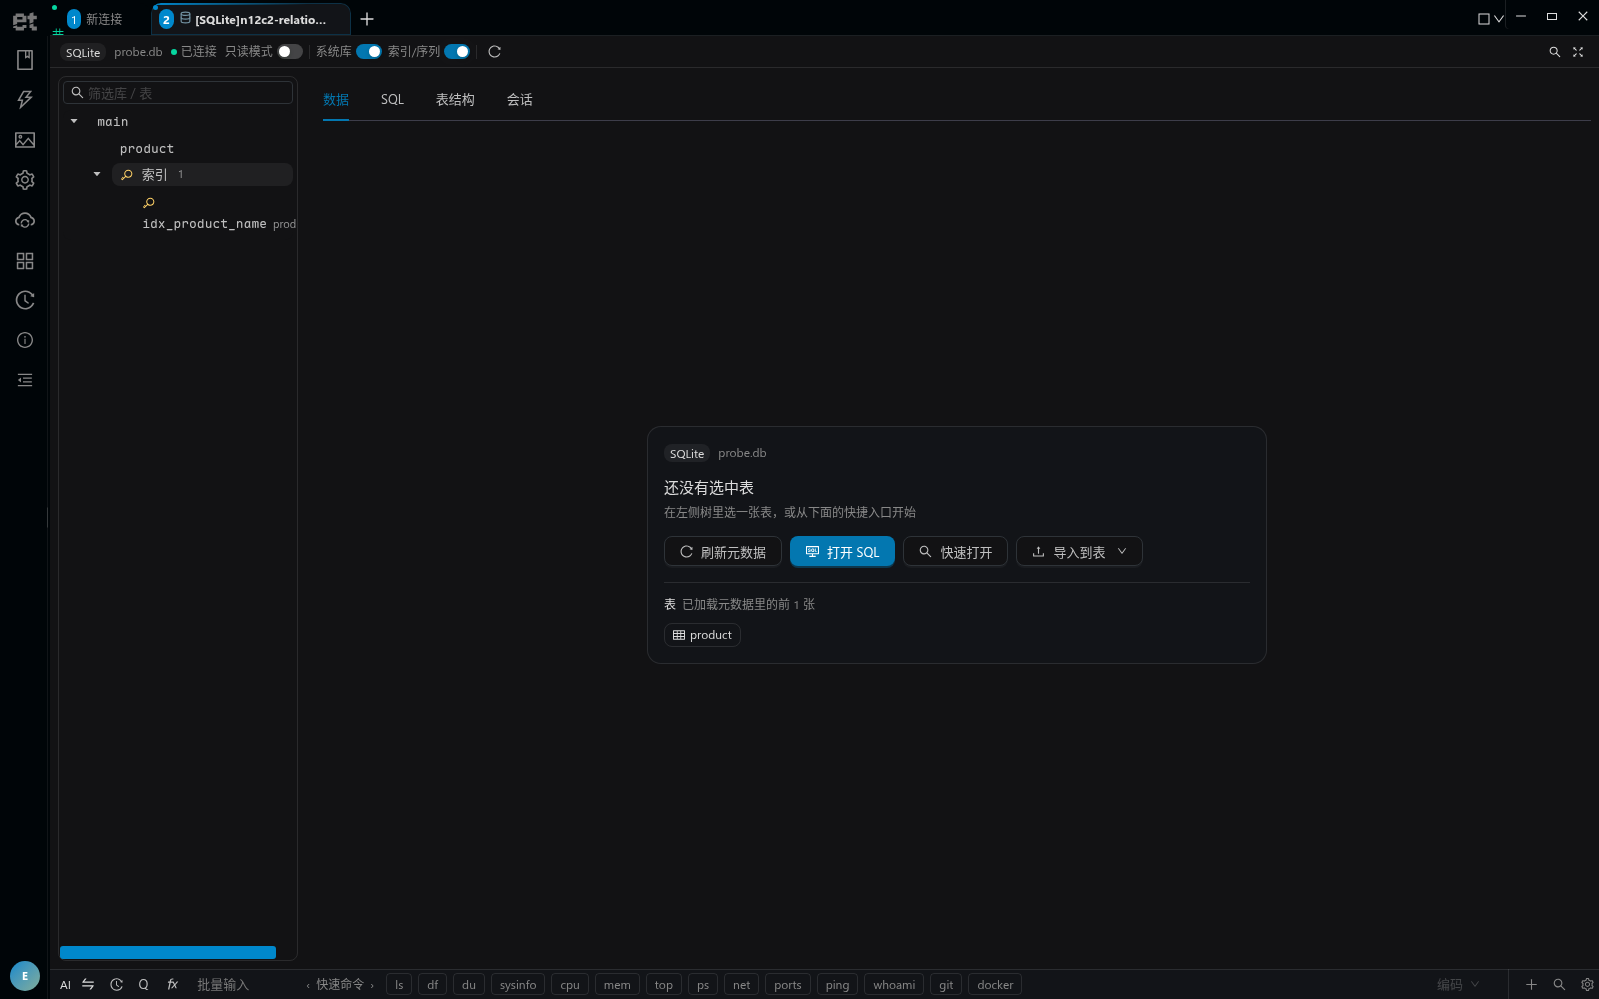 et
1 新连接
2 [SQLite]n12c2-relatio...
SQLite probe.db 已连接 只读模式 系统库 索引/序列
筛选库 / 表
数据 SQL 表结构 会话
main
product
索引 1
idx_product_name prod
SQLite probe.db
还没有选中表
在左侧树里选一张表，或从下面的快捷入口开始
刷新元数据 打开 SQL 快速打开 导入到表
表 已加载元数据里的前 1 张
product
E
AI Q fx 批量输入 ‹ 快速命令 › ls df du sysinfo cpu mem top ps net ports ping whoami git docker 编码